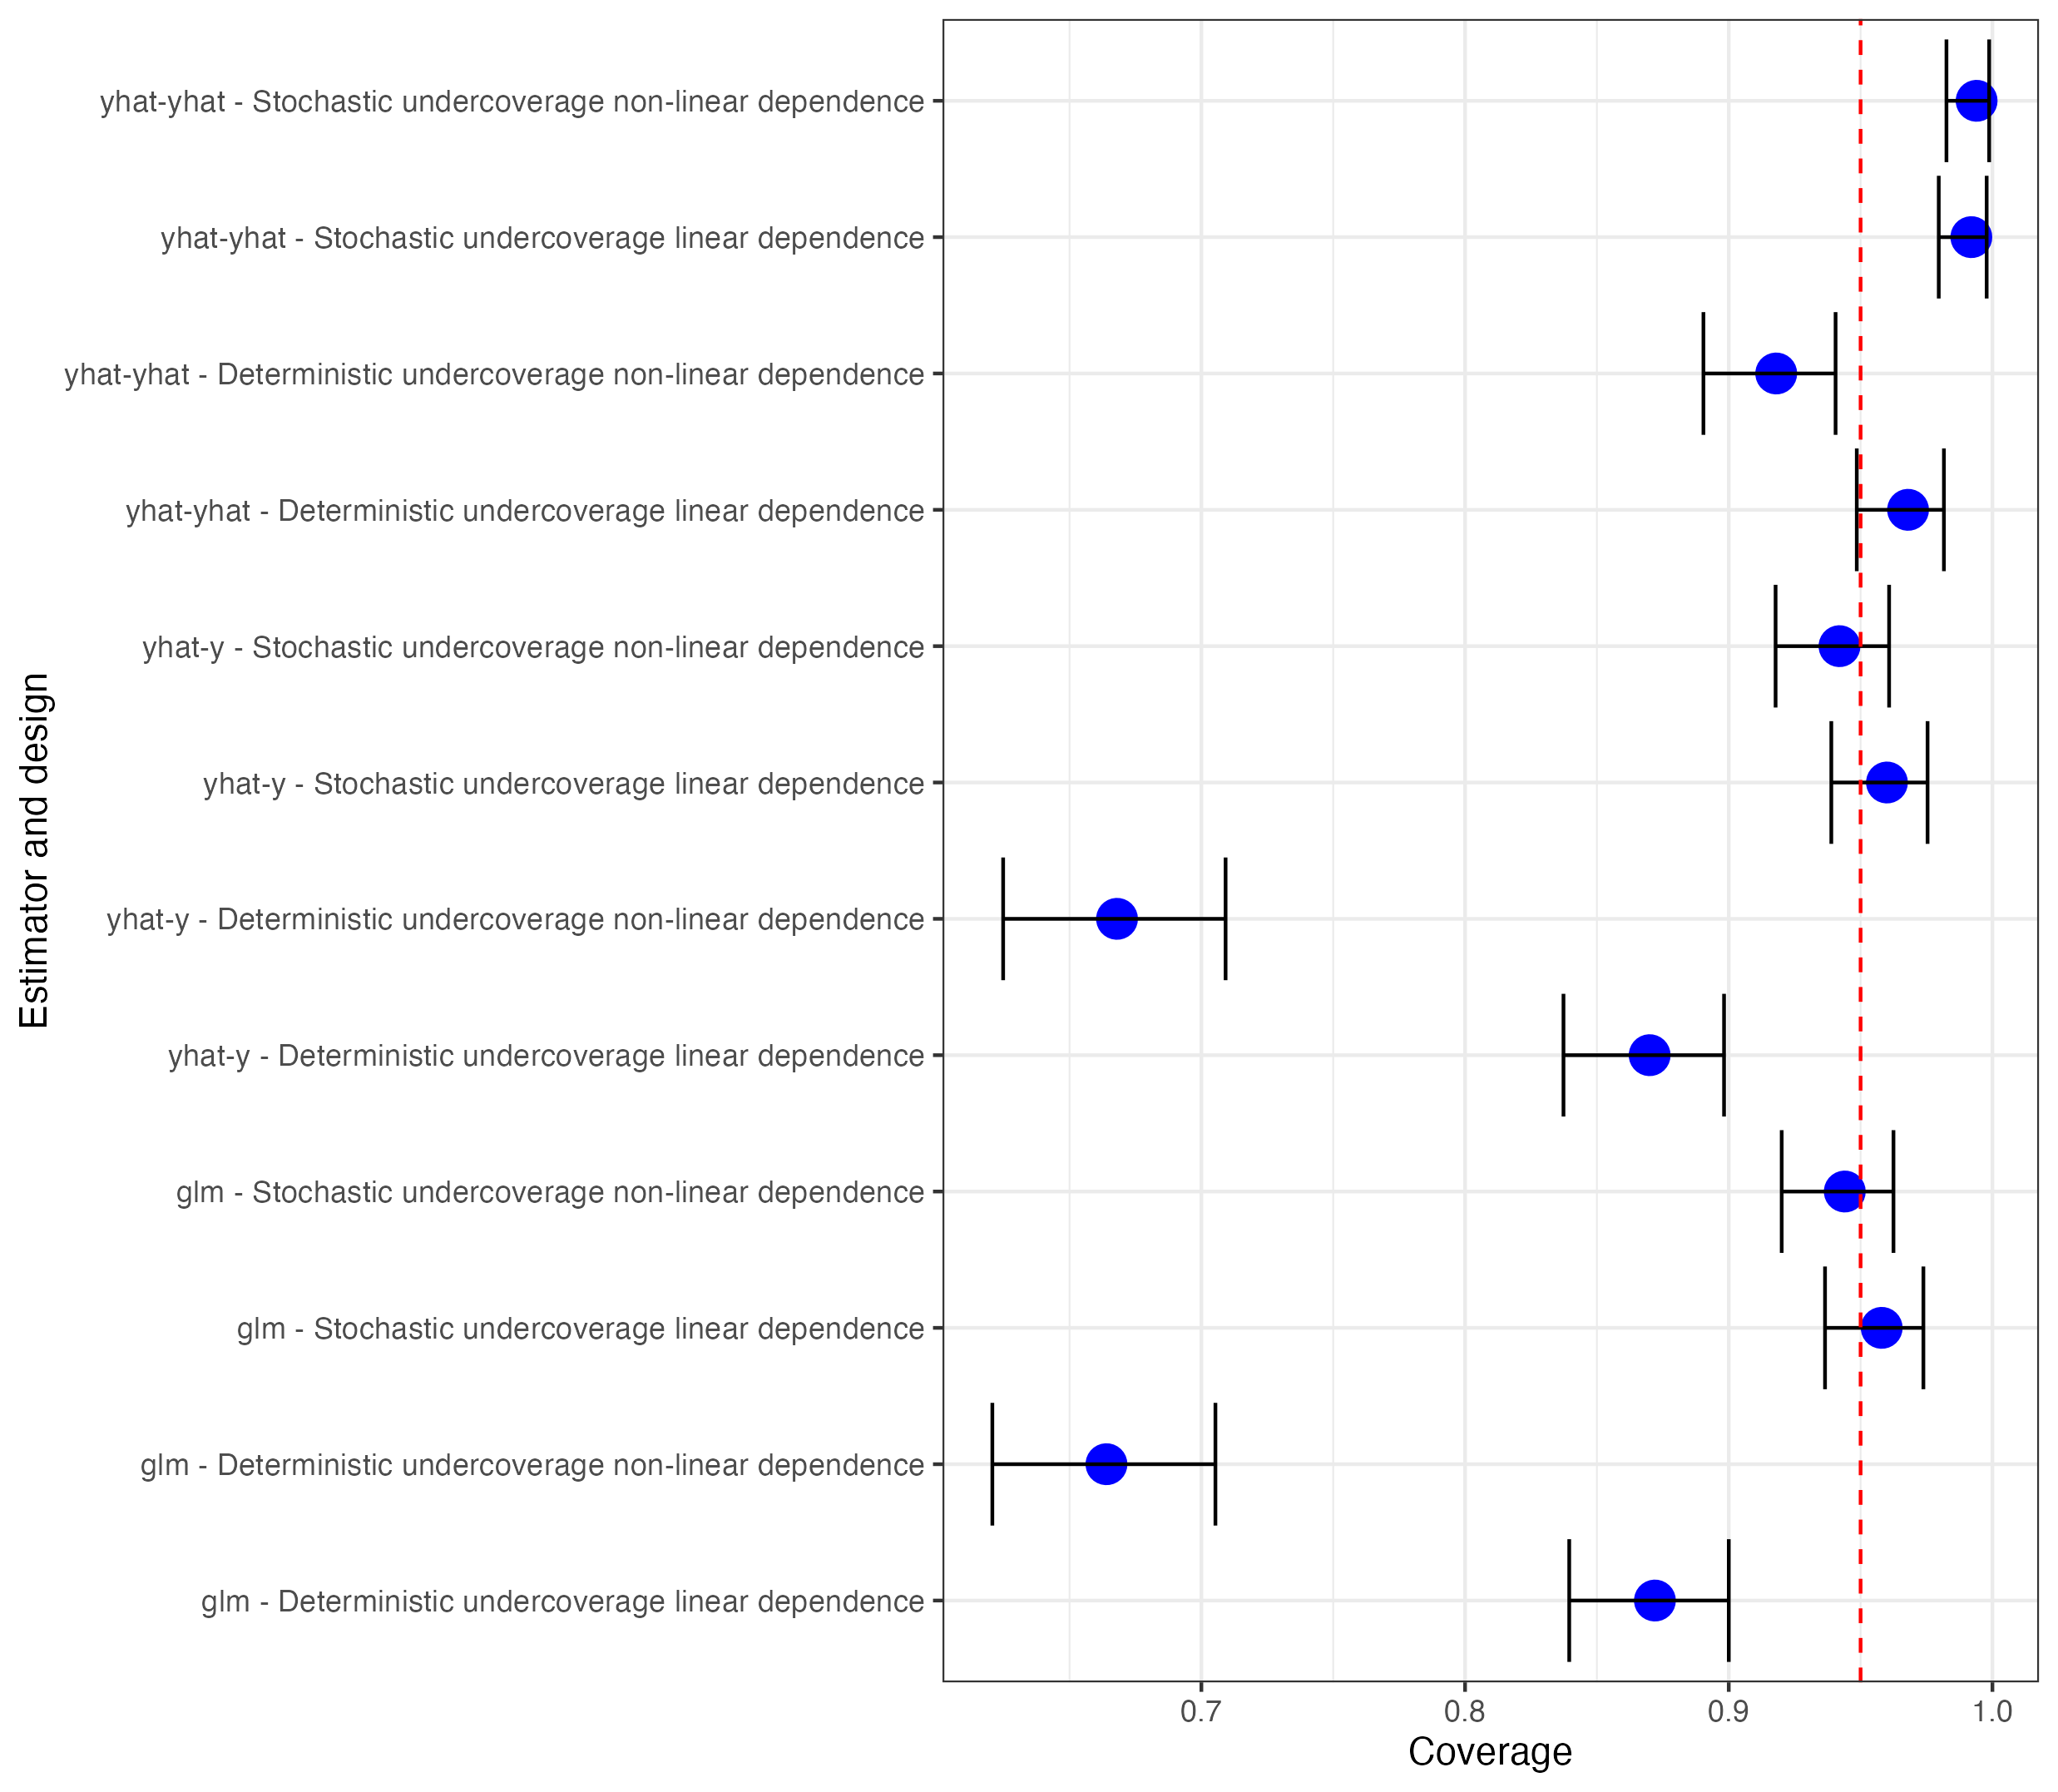 yhat-yhat - Stochastic undercoverage non-linear dependence
yhat-yhat - Stochastic undercoverage linear dependence
yhat-yhat - Deterministic undercoverage non-linear dependence
yhat-yhat - Deterministic undercoverage linear dependence
yhat-y - Stochastic undercoverage non-linear dependence
yhat-y - Stochastic undercoverage linear dependence
yhat-y - Deterministic undercoverage non-linear dependence
yhat-y - Deterministic undercoverage linear dependence
glm - Stochastic undercoverage non-linear dependence
glm - Stochastic undercoverage linear dependence
glm - Deterministic undercoverage non-linear dependence
glm - Deterministic undercoverage linear dependence
Estimator and design
0.7 0.8 0.9 1.0
Coverage